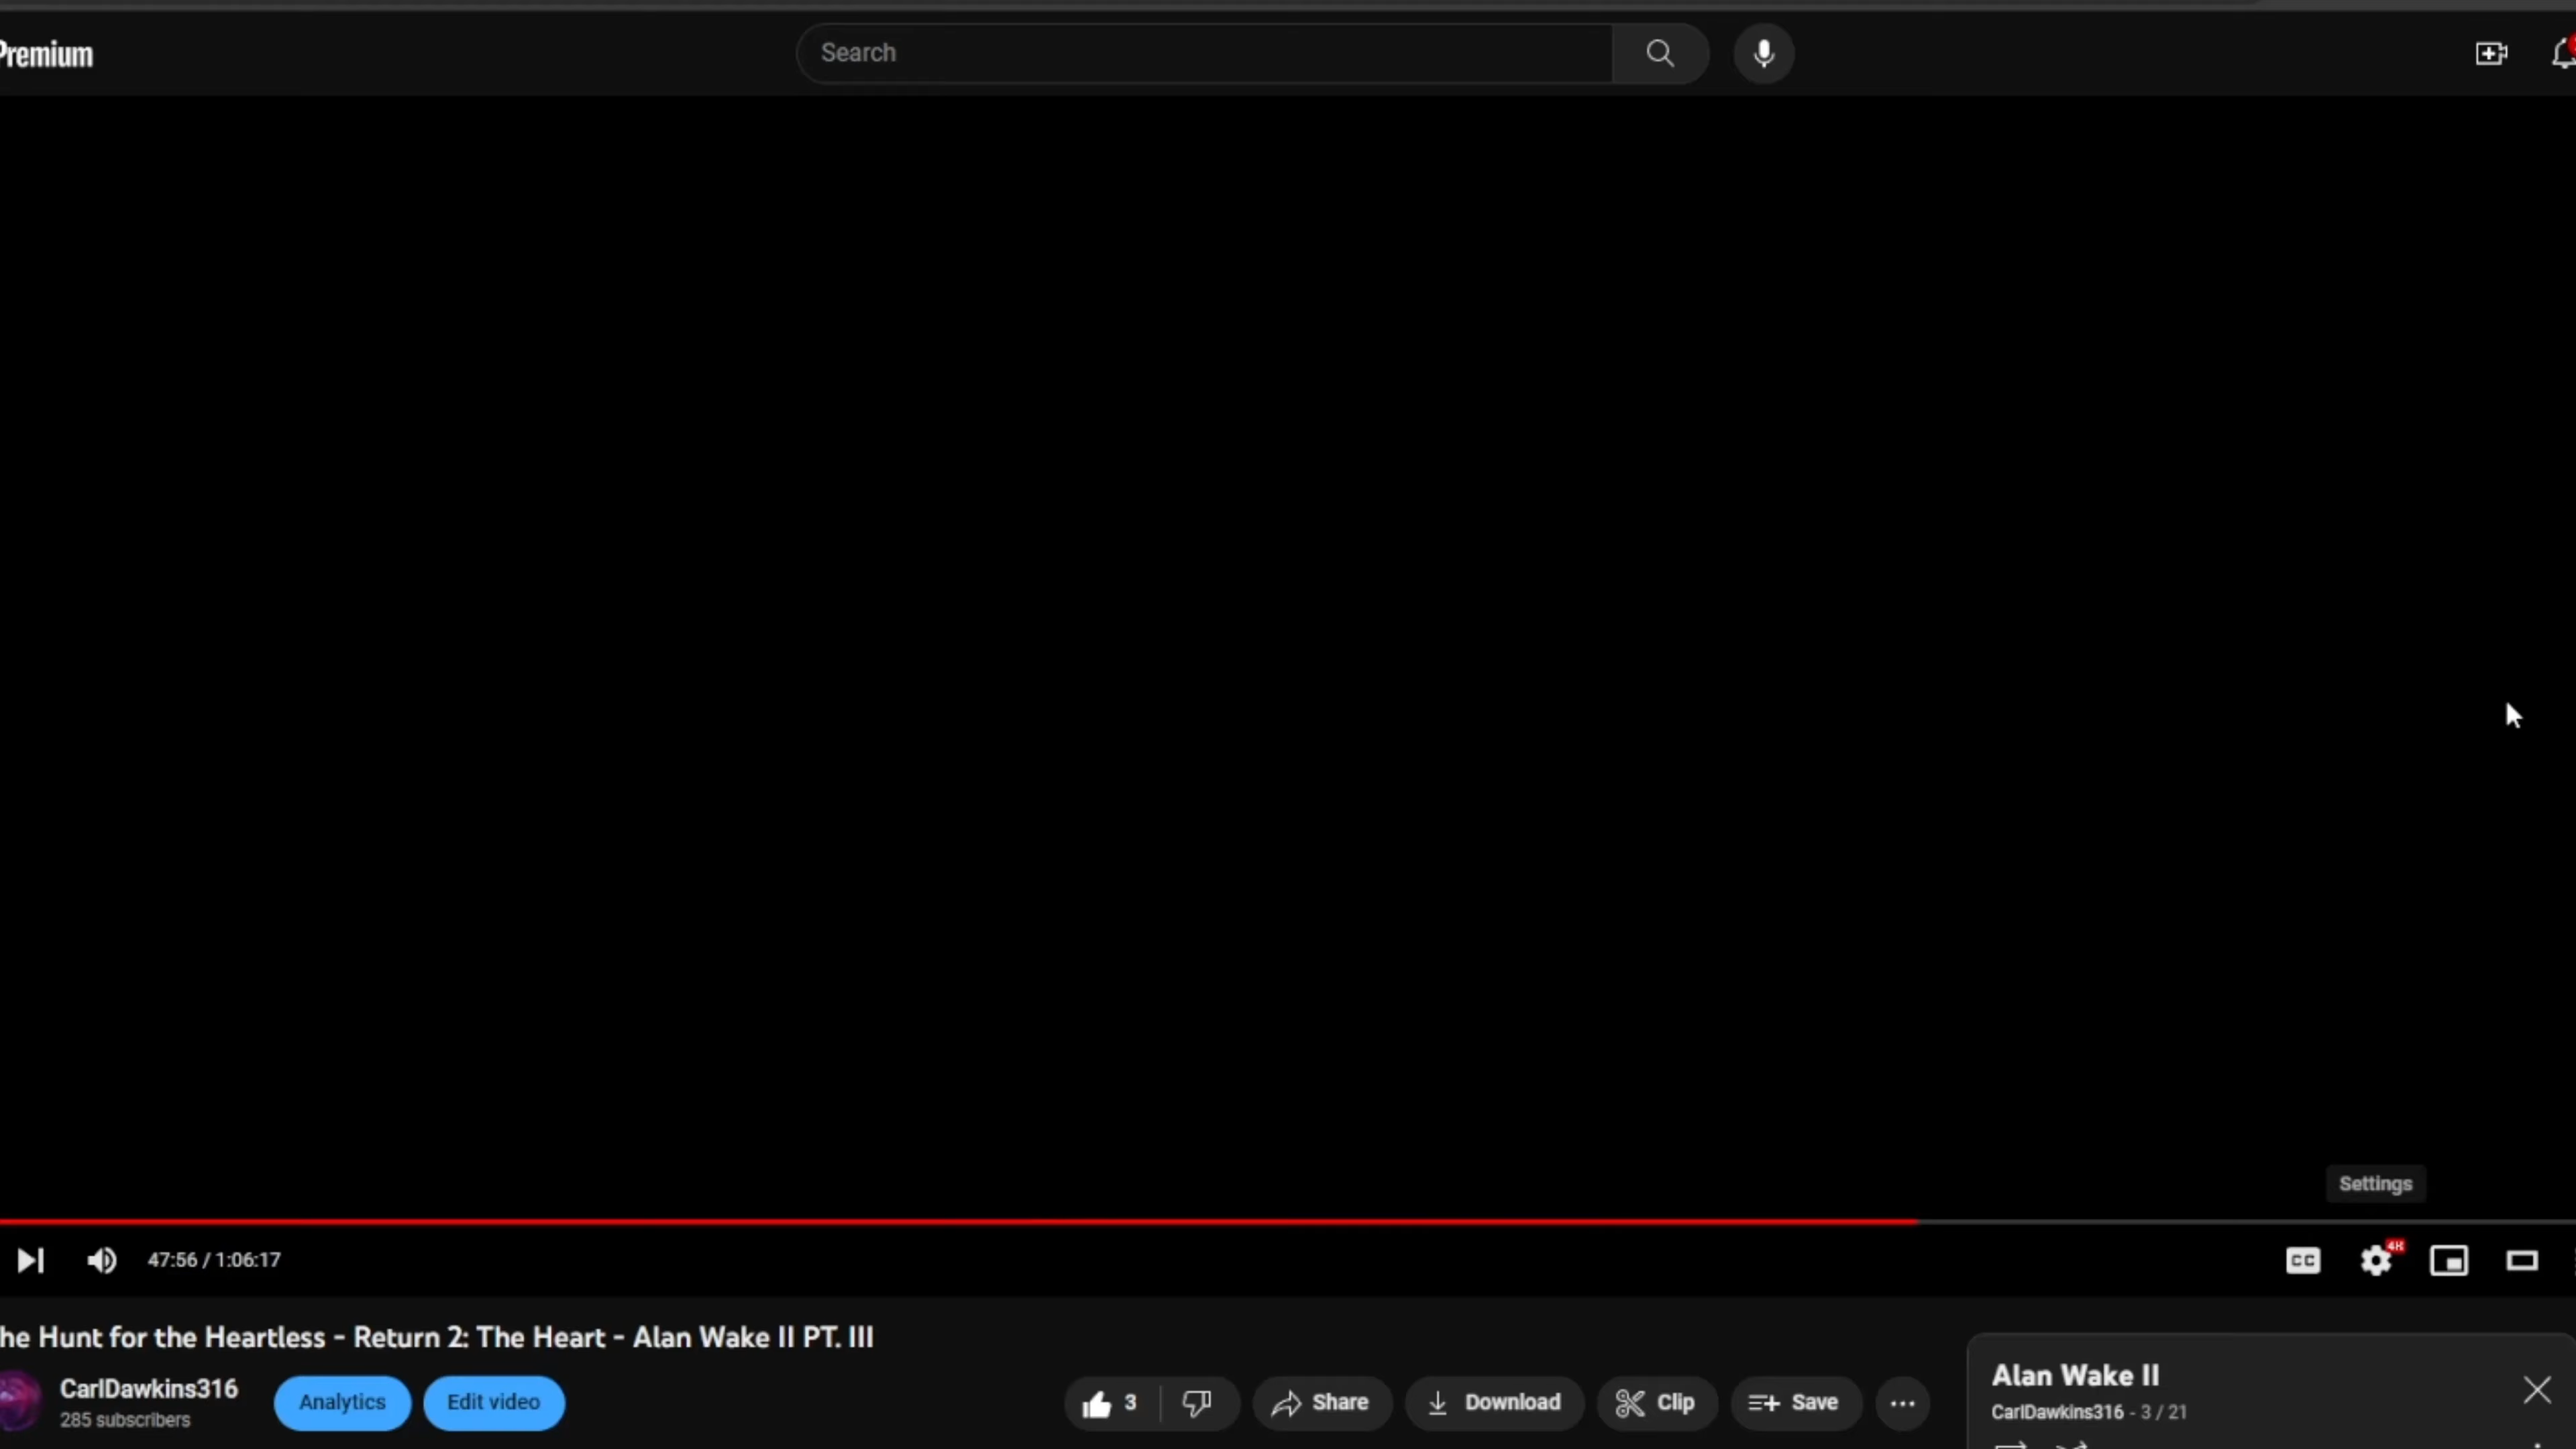 Premium
Search
Settings
47:56 / 1:06:17
CC
4K
he Hunt for the Heartless - Return 2: The Heart - Alan Wake II PT. III
CarlDawkins316
285 subscribers
Analytics
Edit video
3
Share
Download
Clip
Save
Alan Wake II
CarlDawkins316 - 3 / 21